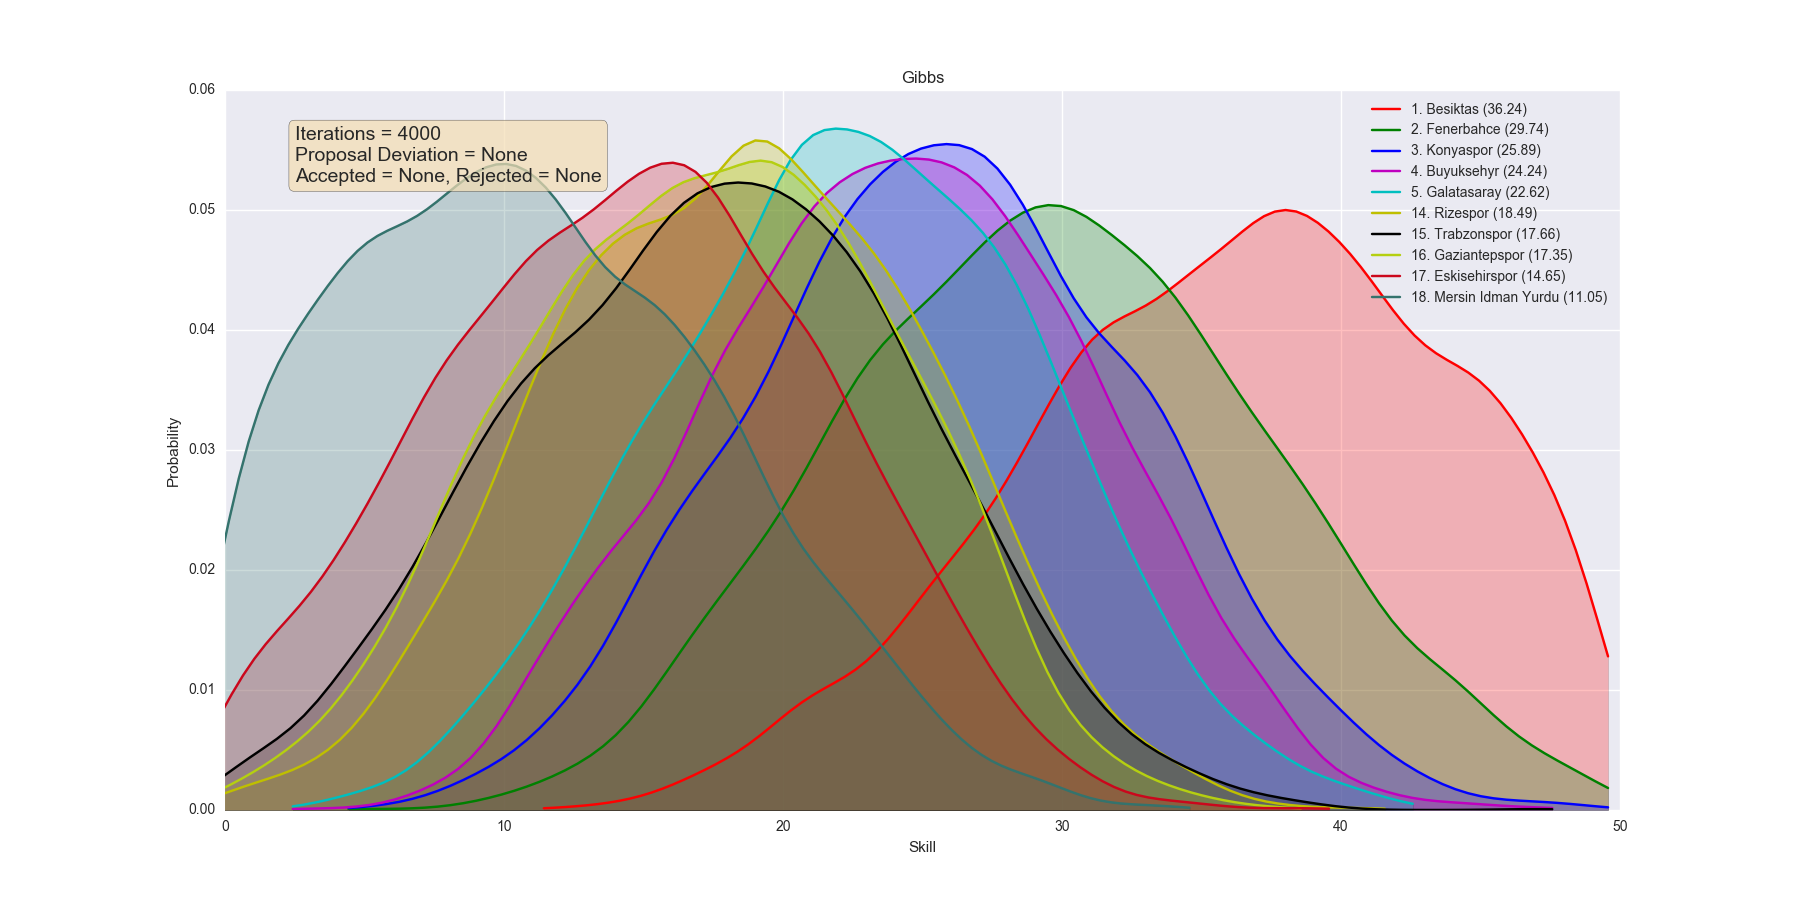 Gibbs
0.06
0.05
0.04
0.03
0.02
0.01
0.00
Probability
Iterations = 4000
Proposal Deviation = None
Accepted = None, Rejected = None
1. Besiktas (36.24)
2. Fenerbahce (29.74)
3. Konyaspor (25.89)
4. Buyuksehyr (24.24)
5. Galatasaray (22.62)
14. Rizespor (18.49)
15. Trabzonspor (17.66)
16. Gaziantepspor (17.35)
17. Eskisehirspor (14.65)
18. Mersin Idman Yurdu (11.05)
0 10 20 30 40 50
Skill